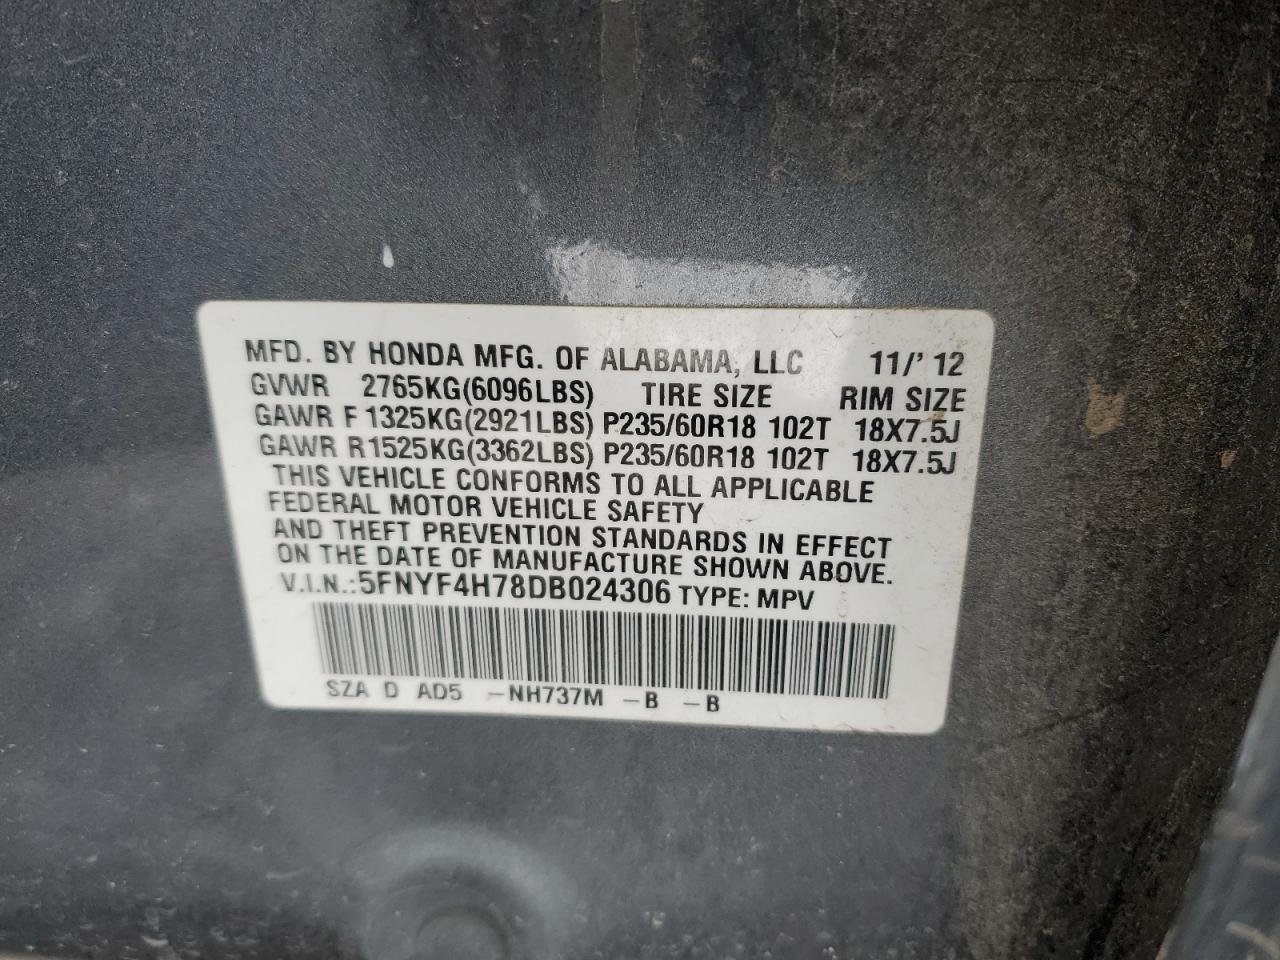 MFD. BY HONDA MFG. OF ALABAMA, LLC 11/'12
GVWR 2765KG(6096LBS) TIRE SIZE RIM SIZE
GAWR F 1325KG(2921LBS) P235/60R18 102T 18X7.5J
GAWR R1525KG(3362LBS) P235/60R18 102T 18X7.5J
THIS VEHICLE CONFORMS TO ALL APPLICABLE
FEDERAL MOTOR VEHICLE SAFETY
AND THEFT PREVENTION STANDARDS IN EFFECT
ON THE DATE OF MANUFACTURE SHOWN ABOVE.
V.I.N.:5FNYF4H78DB024306 TYPE: MPV
SZA D AD5 -NH737M -B -B